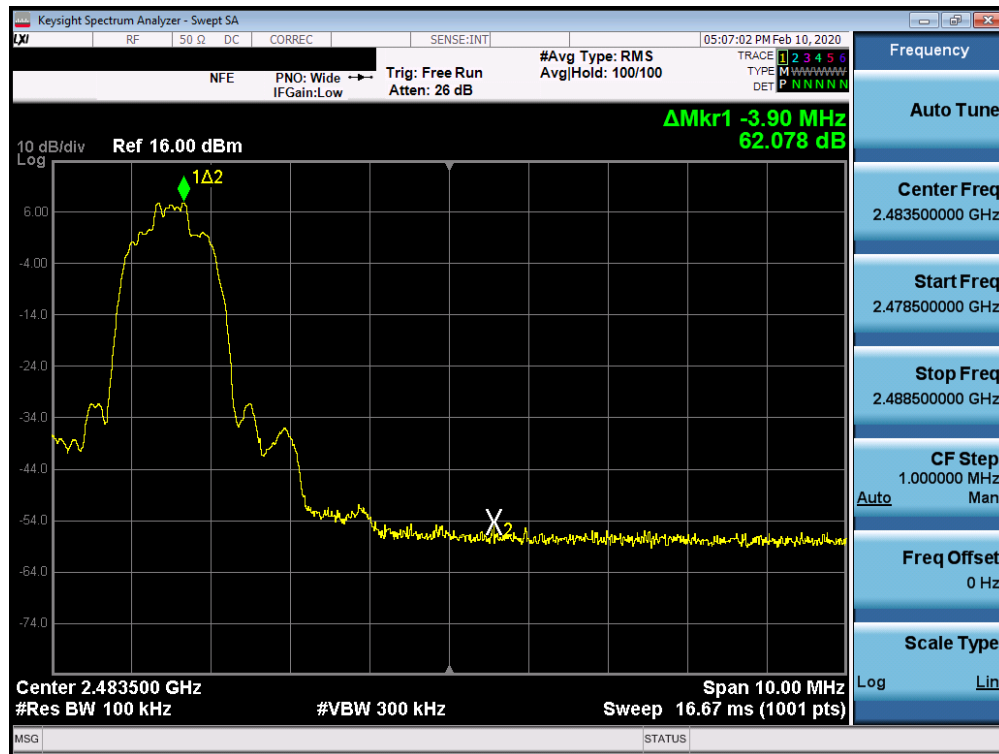 Keysight Spectrum Analyzer - Swept SA
LXI RF 50 Ω DC CORREC SENSE:INT 05:07:02 PM Feb 10, 2020
NFE PNO: Wide Trig: Free Run #Avg Type: RMS TRACE 1 2 3 4 5 6
IFGain:Low Atten: 26 dB Avg|Hold: 100/100 TYPE M WWWWW
DET P N N N N N
ΔMkr1 -3.90 MHz
62.078 dB
10 dB/div Ref 16.00 dBm
Log
1Δ2
6.00
-4.00
-14.0
-24.0
-34.0
-44.0
-54.0
X2
-64.0
-74.0
Center 2.483500 GHz Span 10.00 MHz
#Res BW 100 kHz #VBW 300 kHz Sweep 16.67 ms (1001 pts)
MSG STATUS
Frequency
Auto Tune
Center Freq
2.483500000 GHz
Start Freq
2.478500000 GHz
Stop Freq
2.488500000 GHz
CF Step
1.000000 MHz
Auto Man
Freq Offset
0 Hz
Scale Type
Log Lin